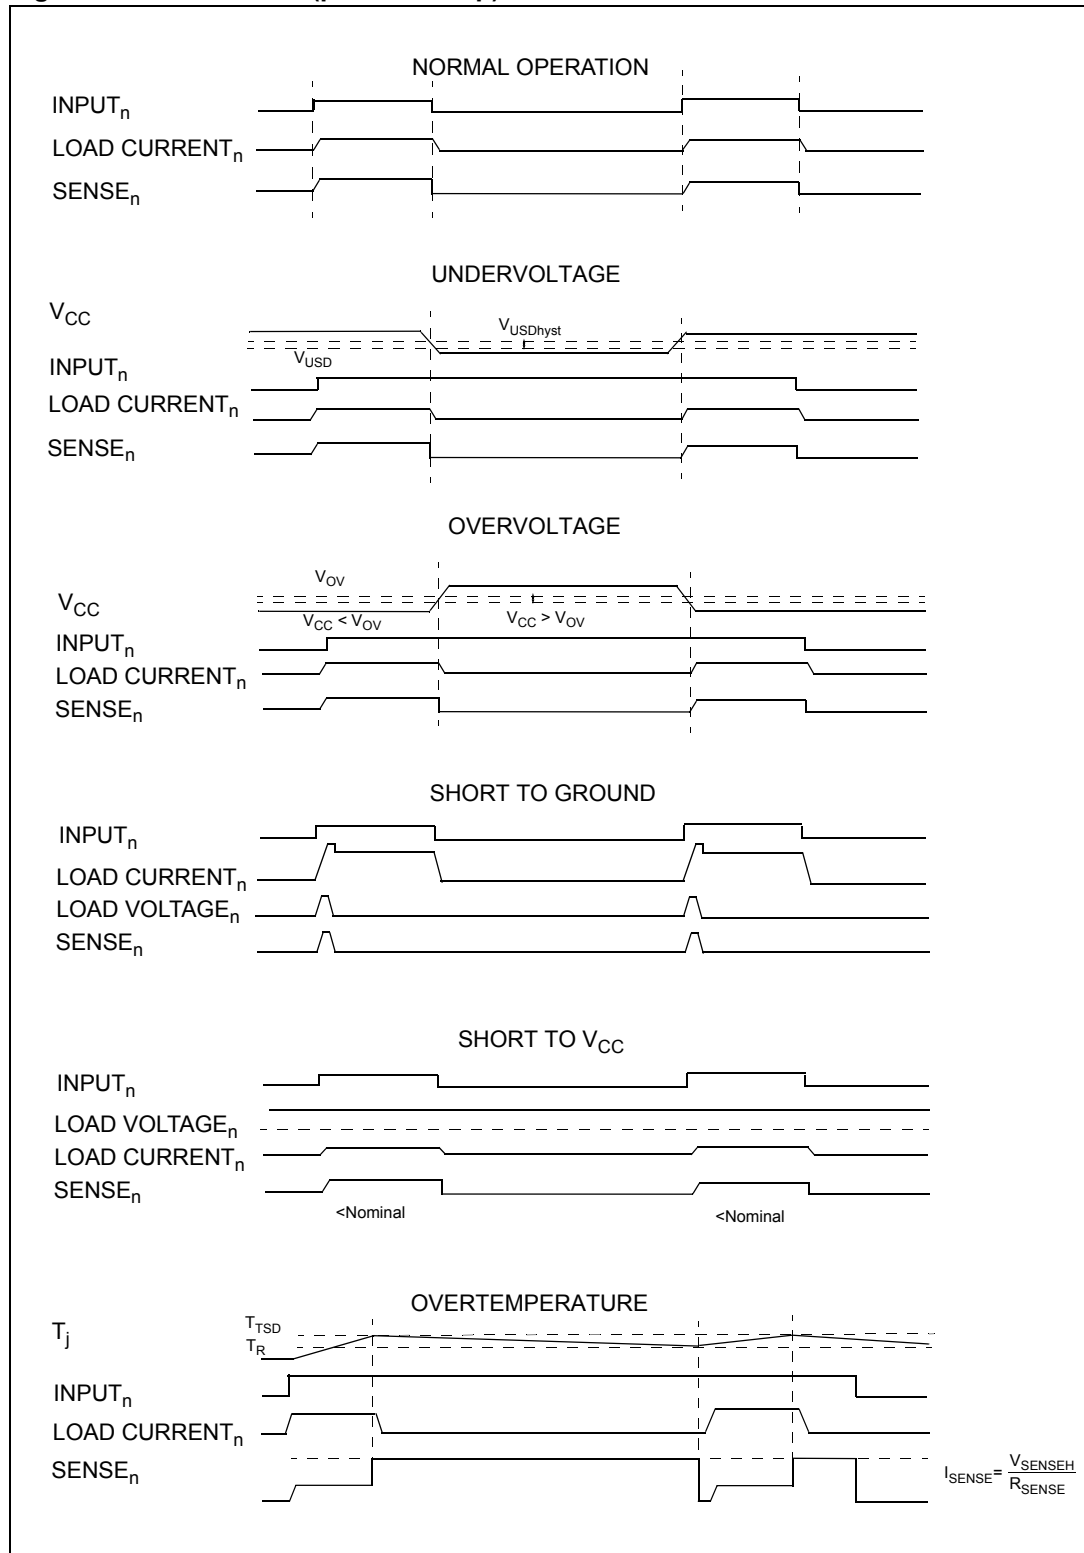 NORMAL OPERATION
INPUTn
LOAD CURRENTn
SENSEn
UNDERVOLTAGE
VCC
VUSDhyst
VUSD
INPUTn
LOAD CURRENTn
SENSEn
OVERVOLTAGE
VOV
VCC
VCC < VOV
VCC > VOV
INPUTn
LOAD CURRENTn
SENSEn
SHORT TO GROUND
INPUTn
LOAD CURRENTn
LOAD VOLTAGEn
SENSEn
SHORT TO VCC
INPUTn
LOAD VOLTAGEn
LOAD CURRENTn
SENSEn
<Nominal
<Nominal
OVERTEMPERATURE
Tj
TTSD
TR
INPUTn
LOAD CURRENTn
SENSEn
ISENSE= VSENSEH
RSENSE